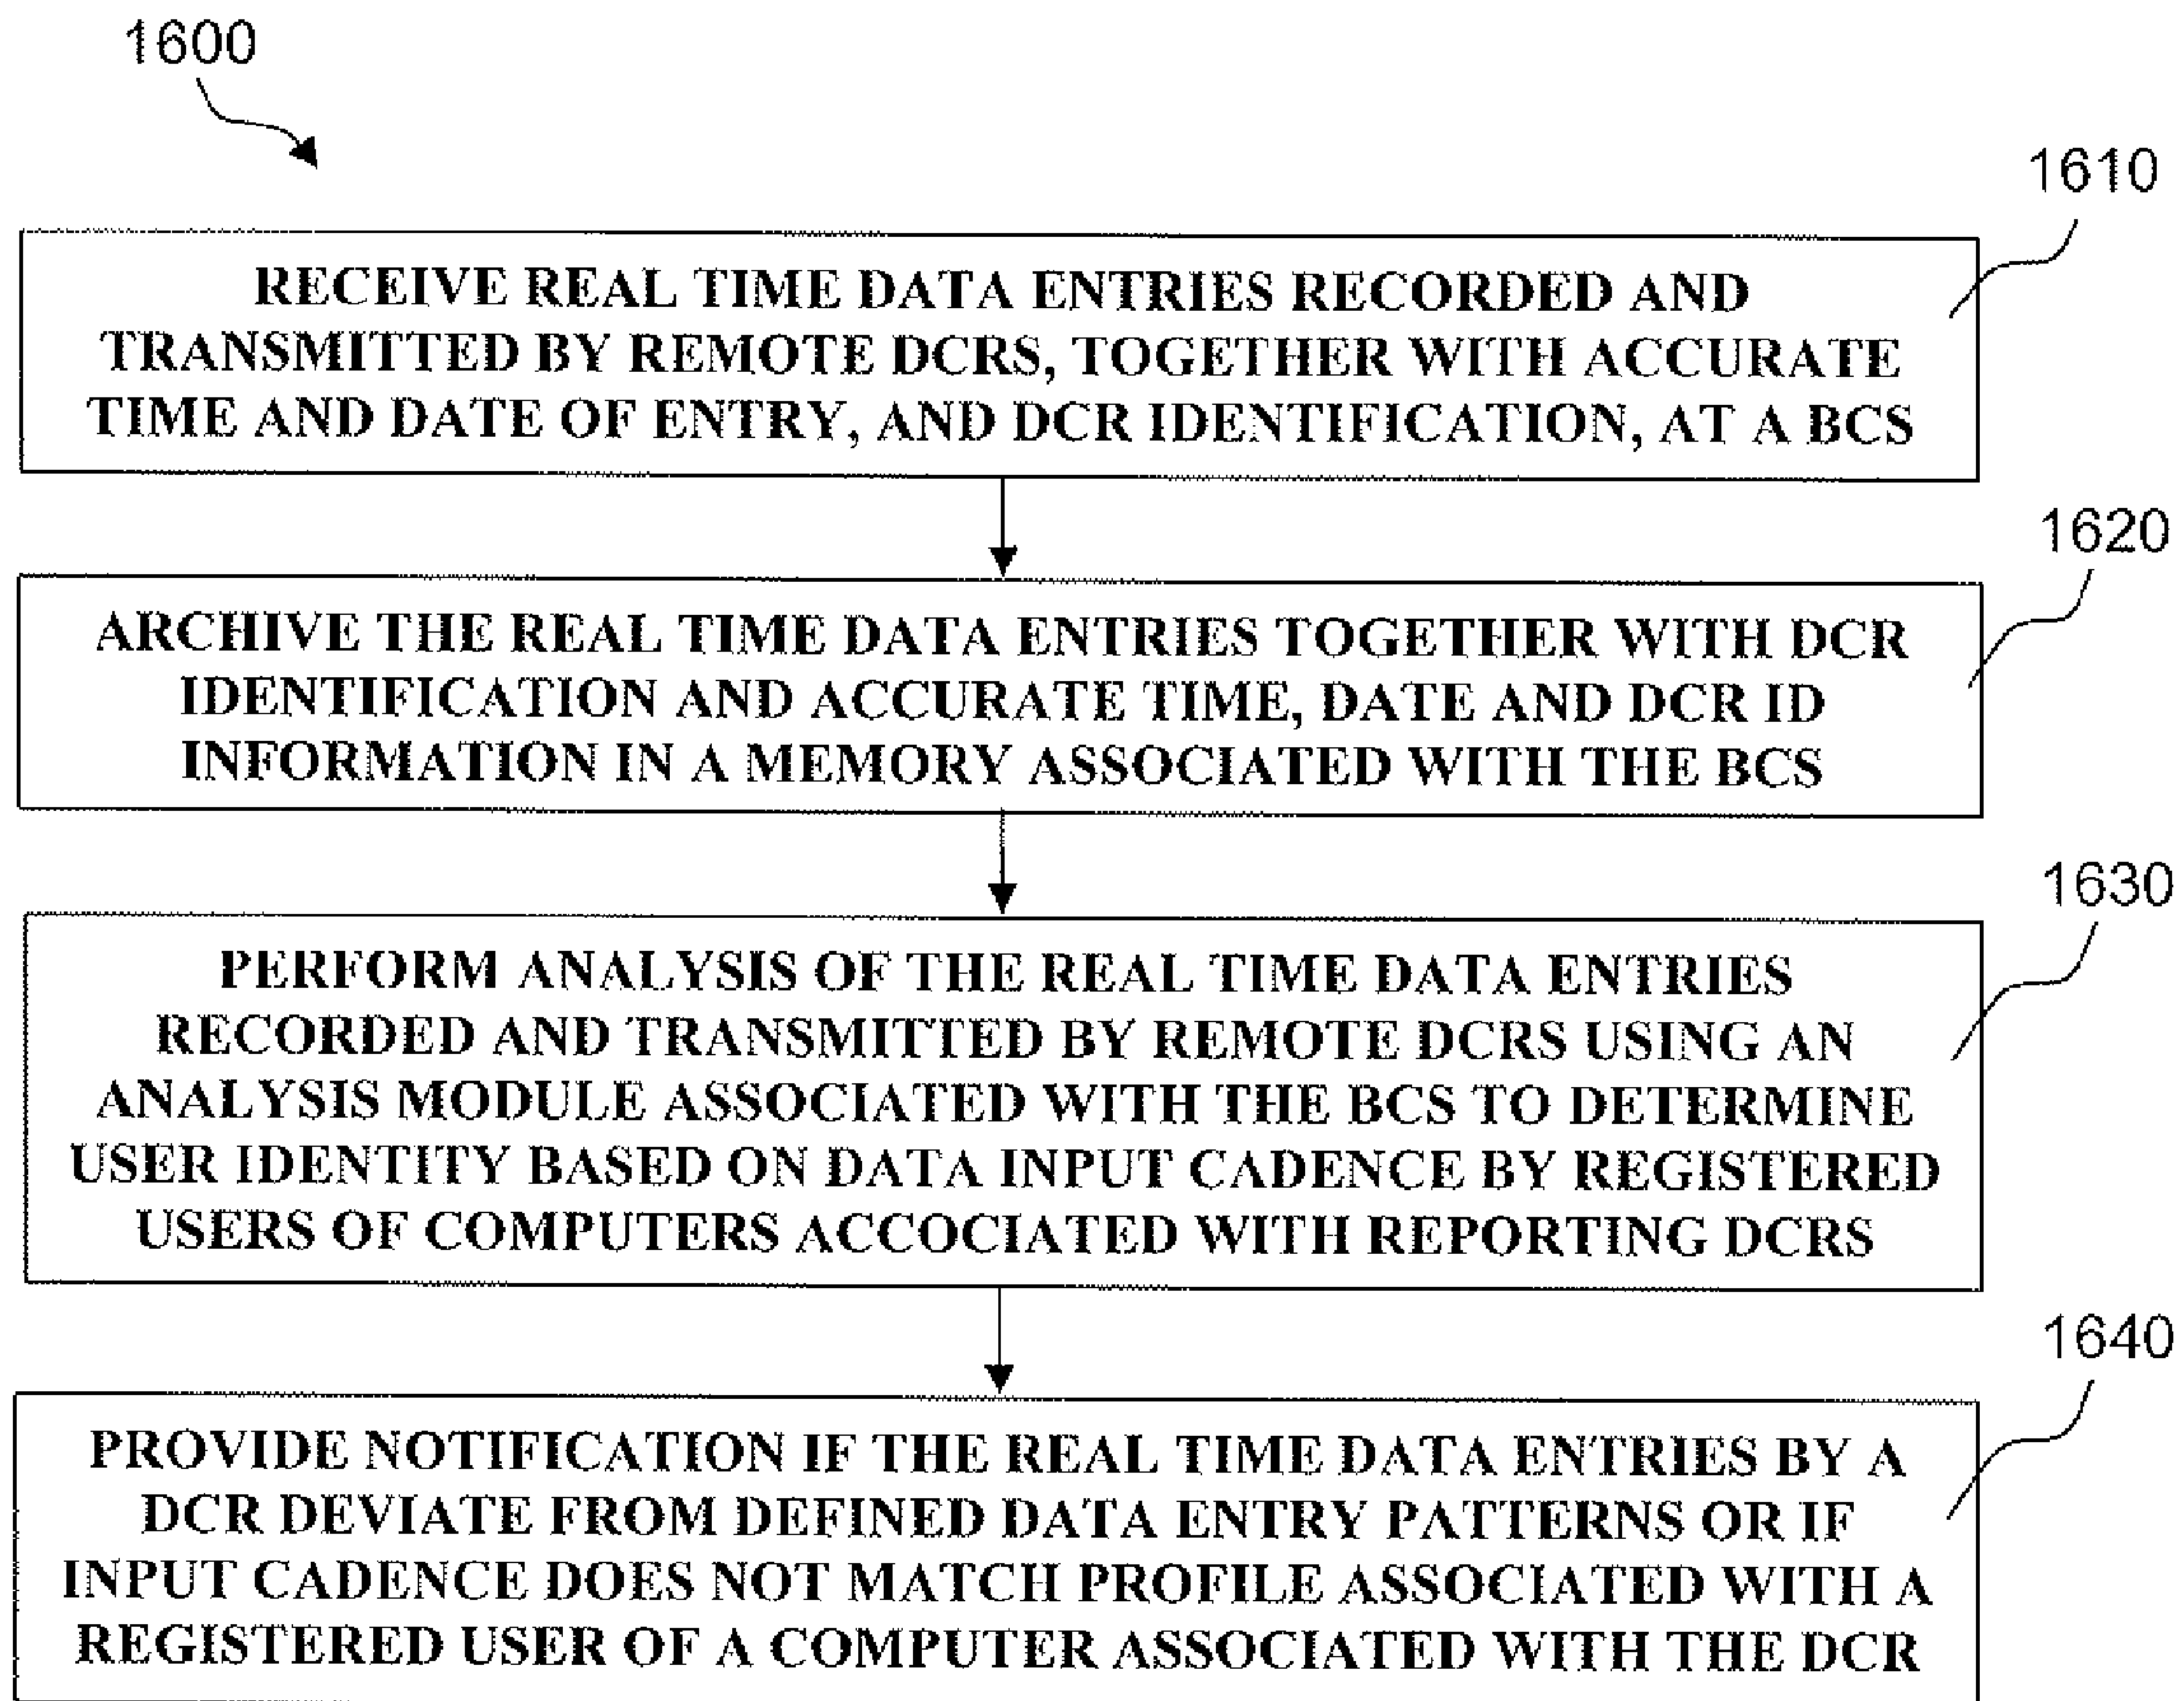 1600
1610
RECEIVE REAL TIME DATA ENTRIES RECORDED AND
TRANSMITTED BY REMOTE DCRS, TOGETHER WITH ACCURATE
TIME AND DATE OF ENTRY, AND DCR IDENTIFICATION, AT A BCS
1620
ARCHIVE THE REAL TIME DATA ENTRIES TOGETHER WITH DCR
IDENTIFICATION AND ACCURATE TIME, DATE AND DCR ID
INFORMATION IN A MEMORY ASSOCIATED WITH THE BCS
1630
PERFORM ANALYSIS OF THE REAL TIME DATA ENTRIES
RECORDED AND TRANSMITTED BY REMOTE DCRS USING AN
ANALYSIS MODULE ASSOCIATED WITH THE BCS TO DETERMINE
USER IDENTITY BASED ON DATA INPUT CADENCE BY REGISTERED
USERS OF COMPUTERS ACCOCIATED WITH REPORTING DCRS
1640
PROVIDE NOTIFICATION IF THE REAL TIME DATA ENTRIES BY A
DCR DEVIATE FROM DEFINED DATA ENTRY PATTERNS OR IF
INPUT CADENCE DOES NOT MATCH PROFILE ASSOCIATED WITH A
REGISTERED USER OF A COMPUTER ASSOCIATED WITH THE DCR